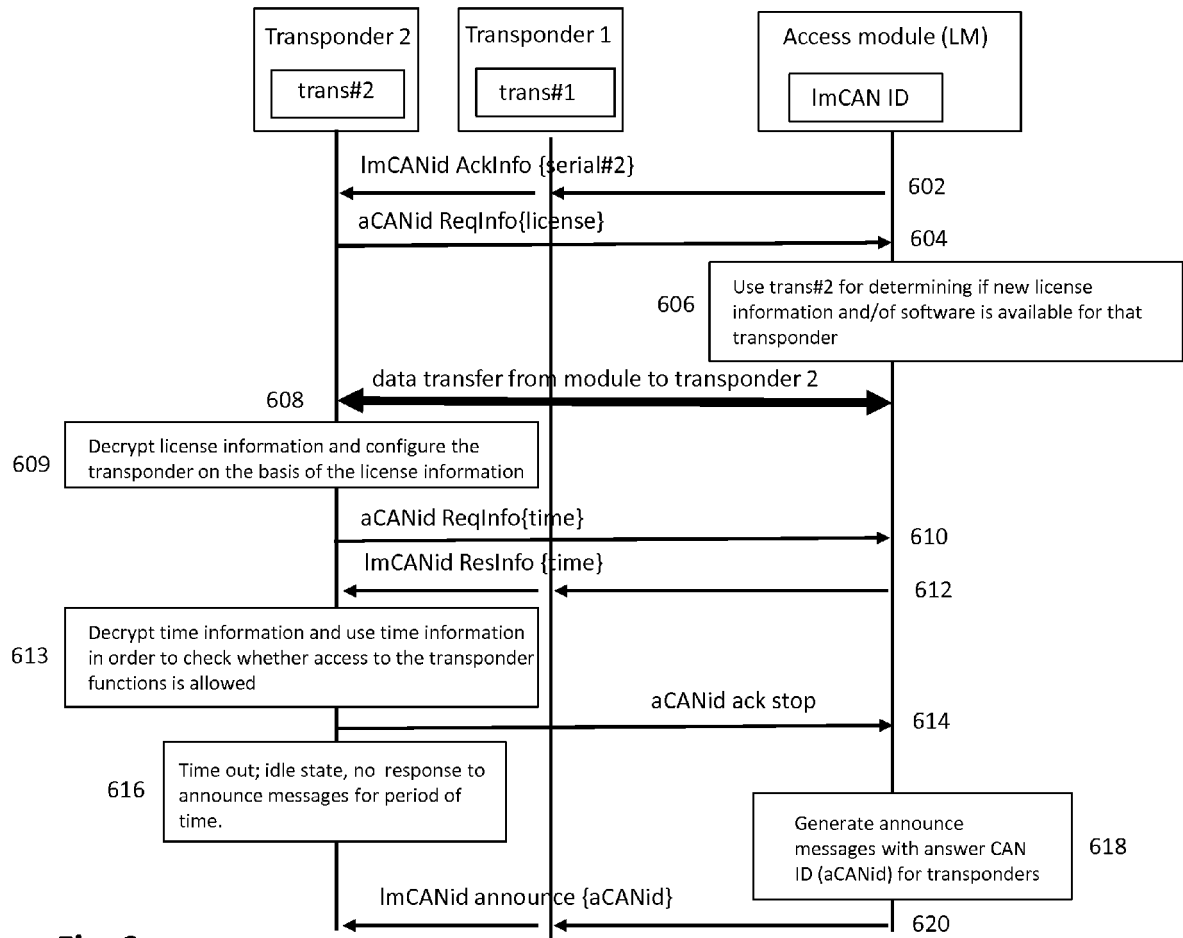 Transponder 2
trans#2
Transponder 1
trans#1
Access module (LM)
lmCAN ID
lmCANid AckInfo {serial#2}
602
aCANid ReqInfo{license}
604
606
Use trans#2 for determining if new license
information and/of software is available for that
transponder
data transfer from module to transponder 2
608
609
Decrypt license information and configure the
transponder on the basis of the license information
aCANid ReqInfo{time}
610
lmCANid ResInfo {time}
612
613
Decrypt time information and use time information
in order to check whether access to the transponder
functions is allowed
aCANid ack stop
614
616
Time out; idle state, no response to
announce messages for period of
time.
Generate announce
messages with answer CAN
ID (aCANid) for transponders
618
lmCANid announce {aCANid}
620